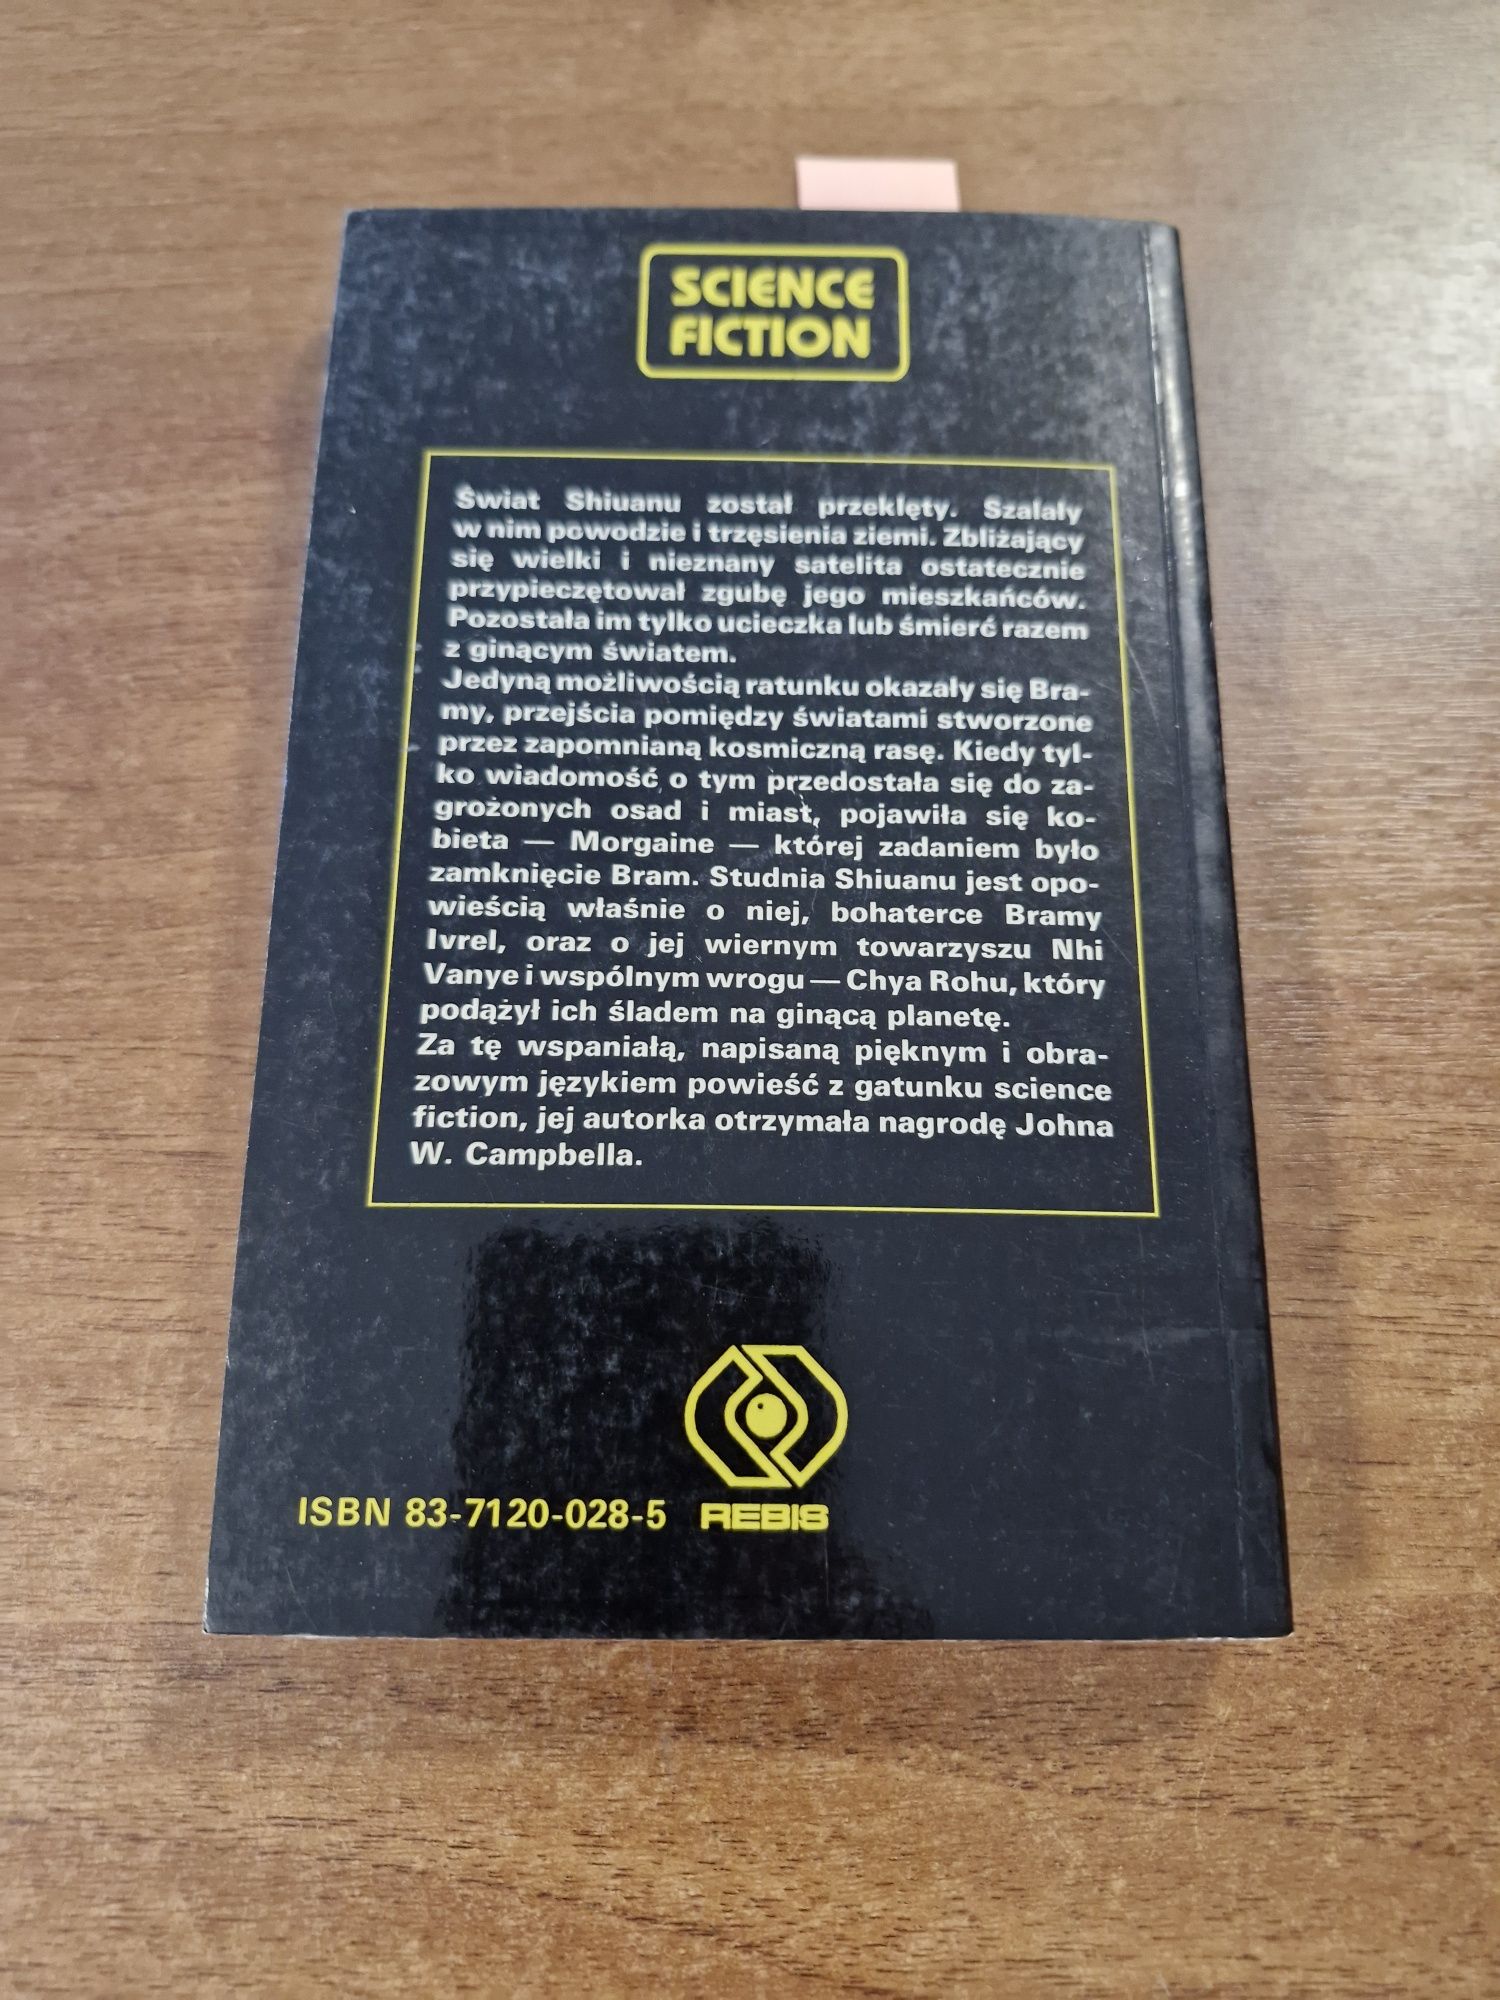 SCIENCE
FICTION
Świat Shiuanu został przeklęty. Szalały
w nim powodzie i trzęsienia ziemi. Zbliżający
się wielki i nieznany satelita ostatecznie
przypieczętował zgubę jego mieszkańców.
Pozostała im tylko ucieczka lub śmierć razem
z ginącym światem.
Jedyną możliwością ratunku okazały się Bra-
my, przejścia pomiędzy światami stworzone
przez zapomnianą kosmiczną rasę. Kiedy tyl-
ko wiadomość o tym przedostała się do za-
grożonych osad i miast, pojawiła się ko-
bieta — Morgaine — której zadaniem było
zamknięcie Bram. Studnia Shiuanu jest opo-
wieścią właśnie o niej, bohaterce Bramy
Ivrel, oraz o jej wiernym towarzyszu Nhi
Vanye i wspólnym wrogu — Chya Rohu, który
podążył ich śladem na ginącą planetę.
Za tę wspaniałą, napisaną pięknym i obra-
zowym językiem powieść z gatunku science
fiction, jej autorka otrzymała nagrodę Johna
W. Campbella.
ISBN 83-7120-028-5
REBIS